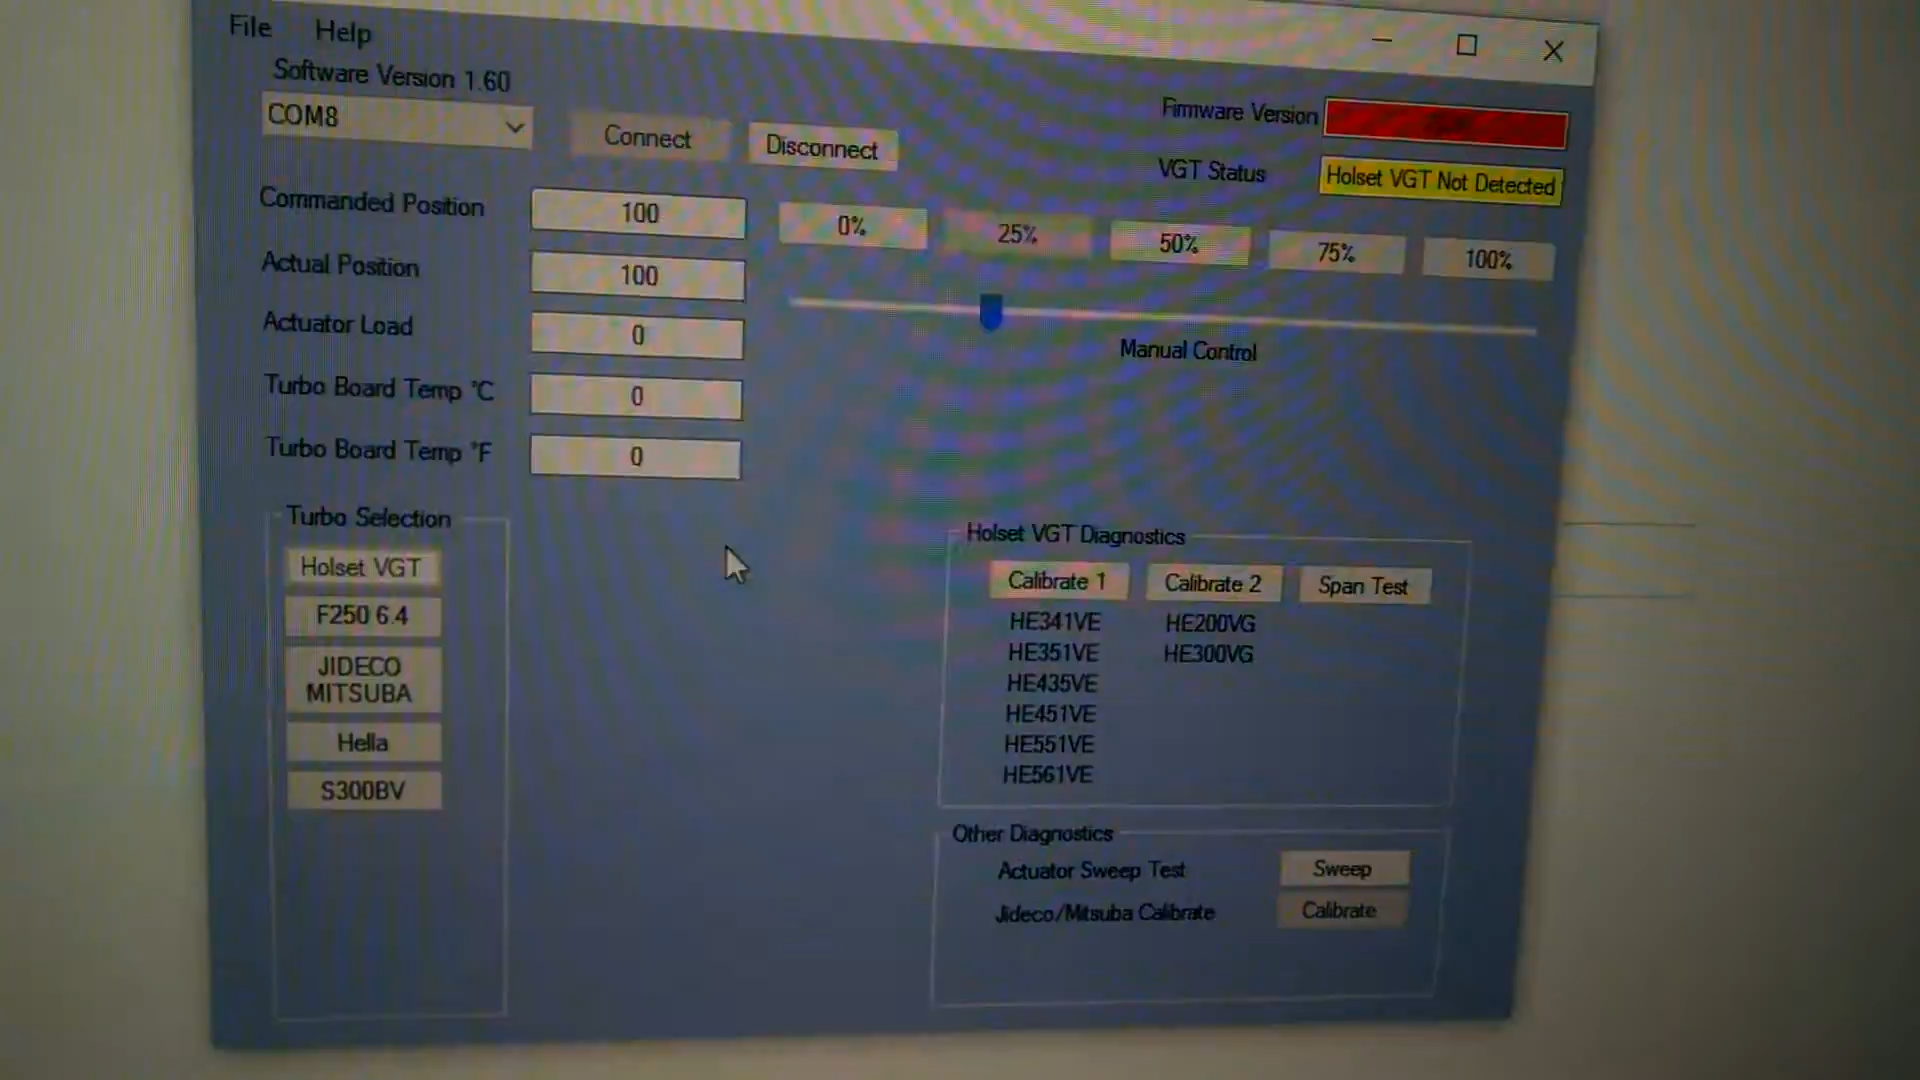 File Help
Software Version 1.60
COM8
Connect
Disconnect
Firmware Version
VGT Status
Holset VGT Not Detected
Commanded Position
100
0%
25%
50%
75%
100%
Actual Position
100
Actuator Load
0
Manual Control
Turbo Board Temp °C
0
Turbo Board Temp °F
0
Turbo Selection
Holset VGT
F250 6.4
JIDECO
MITSUBA
Hella
S300BV
Holset VGT Diagnostics
Calibrate 1
Calibrate 2
Span Test
HE341VE
HE351VE
HE435VE
HE451VE
HE551VE
HE561VE
HE200VG
HE300VG
Other Diagnostics
Actuator Sweep Test
Sweep
Jideco/Mitsuba Calibrate
Calibrate